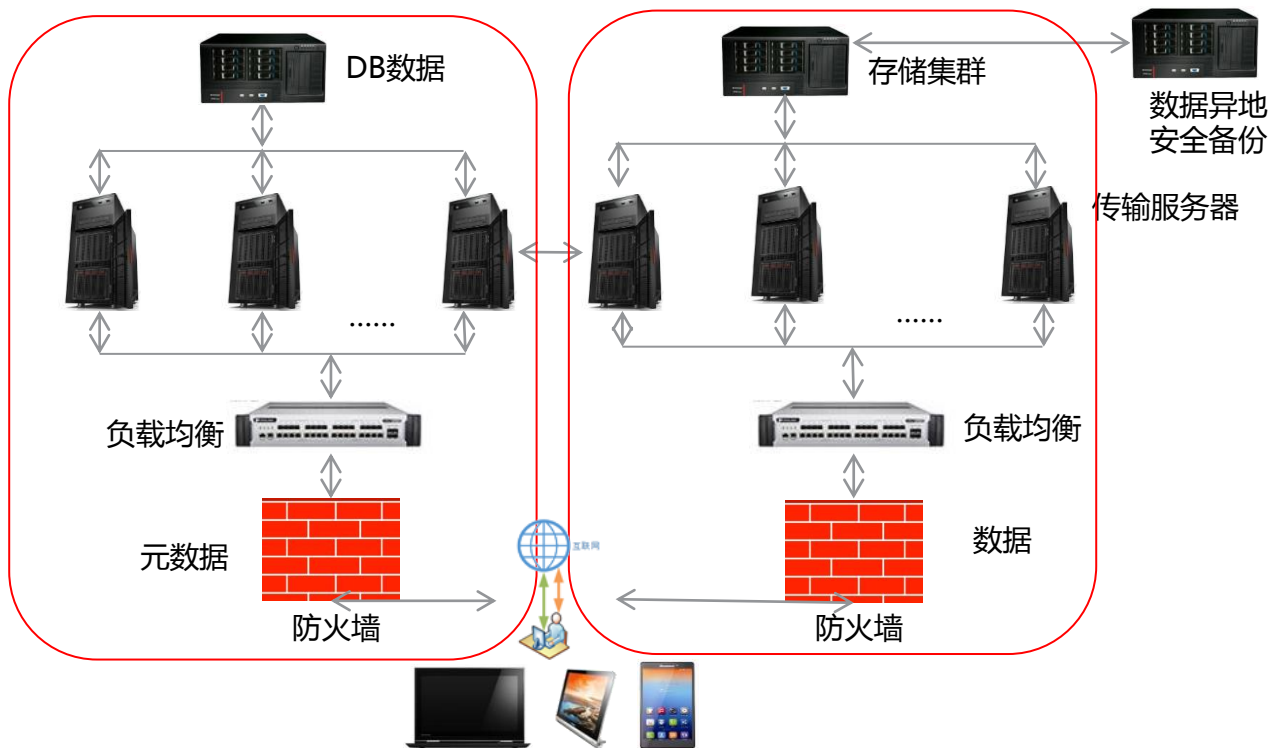 DB数据
存储集群
数据异地
安全备份
传输服务器
......
......
负载均衡
负载均衡
元数据
互联网
数据
防火墙
防火墙